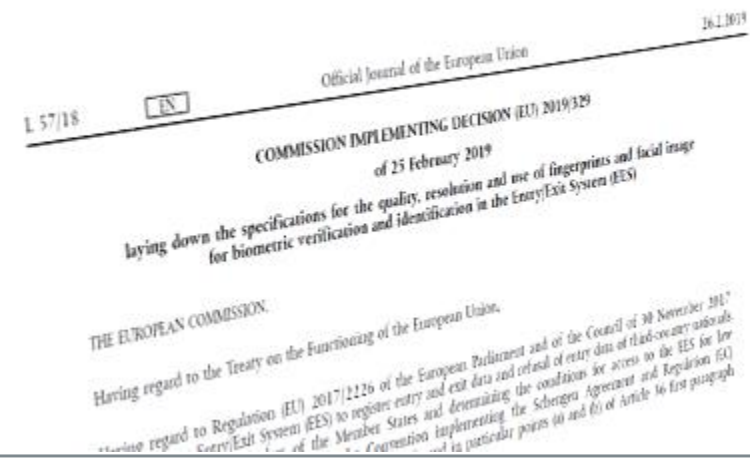 26.2.2019
L 57/18
EN
Official Journal of the European Union
COMMISSION IMPLEMENTING DECISION (EU) 2019/329
of 25 February 2019
laying down the specifications for the quality, resolution and use of fingerprints and facial image
for biometric verification and identification in the Entry/Exit System (EES)
THE EUROPEAN COMMISSION,
Having regard to the Treaty on the Functioning of the European Union,
Having regard to Regulation (EU) 2017/2226 of the European Parliament and of the Council of 30 November 2017
Entry/Exit System (EES) to register entry and exit data and refusal of entry data of third-country nationals
of the Member States and determining the conditions for access to the EES for law
Convention implementing the Schengen Agreement and Regulation (EC)
in particular points (a) and (b) of Article 36 first paragraph